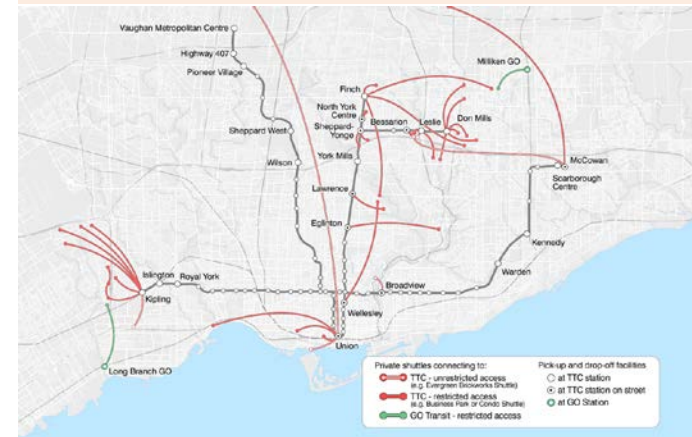 Vaughan Metropolitan Centre
Highway 407
Pioneer Village
Sheppard West
Wilson
Milliken GO
Finch
North York
Centre
Sheppard-
Yonge
Bessarion
Leslie
Don Mills
York Mills
Lawrence
Eglinton
McCowan
Scarborough
Centre
Kennedy
Warden
Islington
Royal York
Kipling
Broadview
Wellesley
Union
Long Branch GO
Private shuttles connecting to:
TTC - unrestricted access
(e.g. Evergreen Brickworks Shuttle)
TTC - restricted access
(e.g. Business Park or Condo Shuttle)
GO Transit - restricted access
Pick-up and drop-off facilities
at TTC station
at TTC station on street
at GO Station